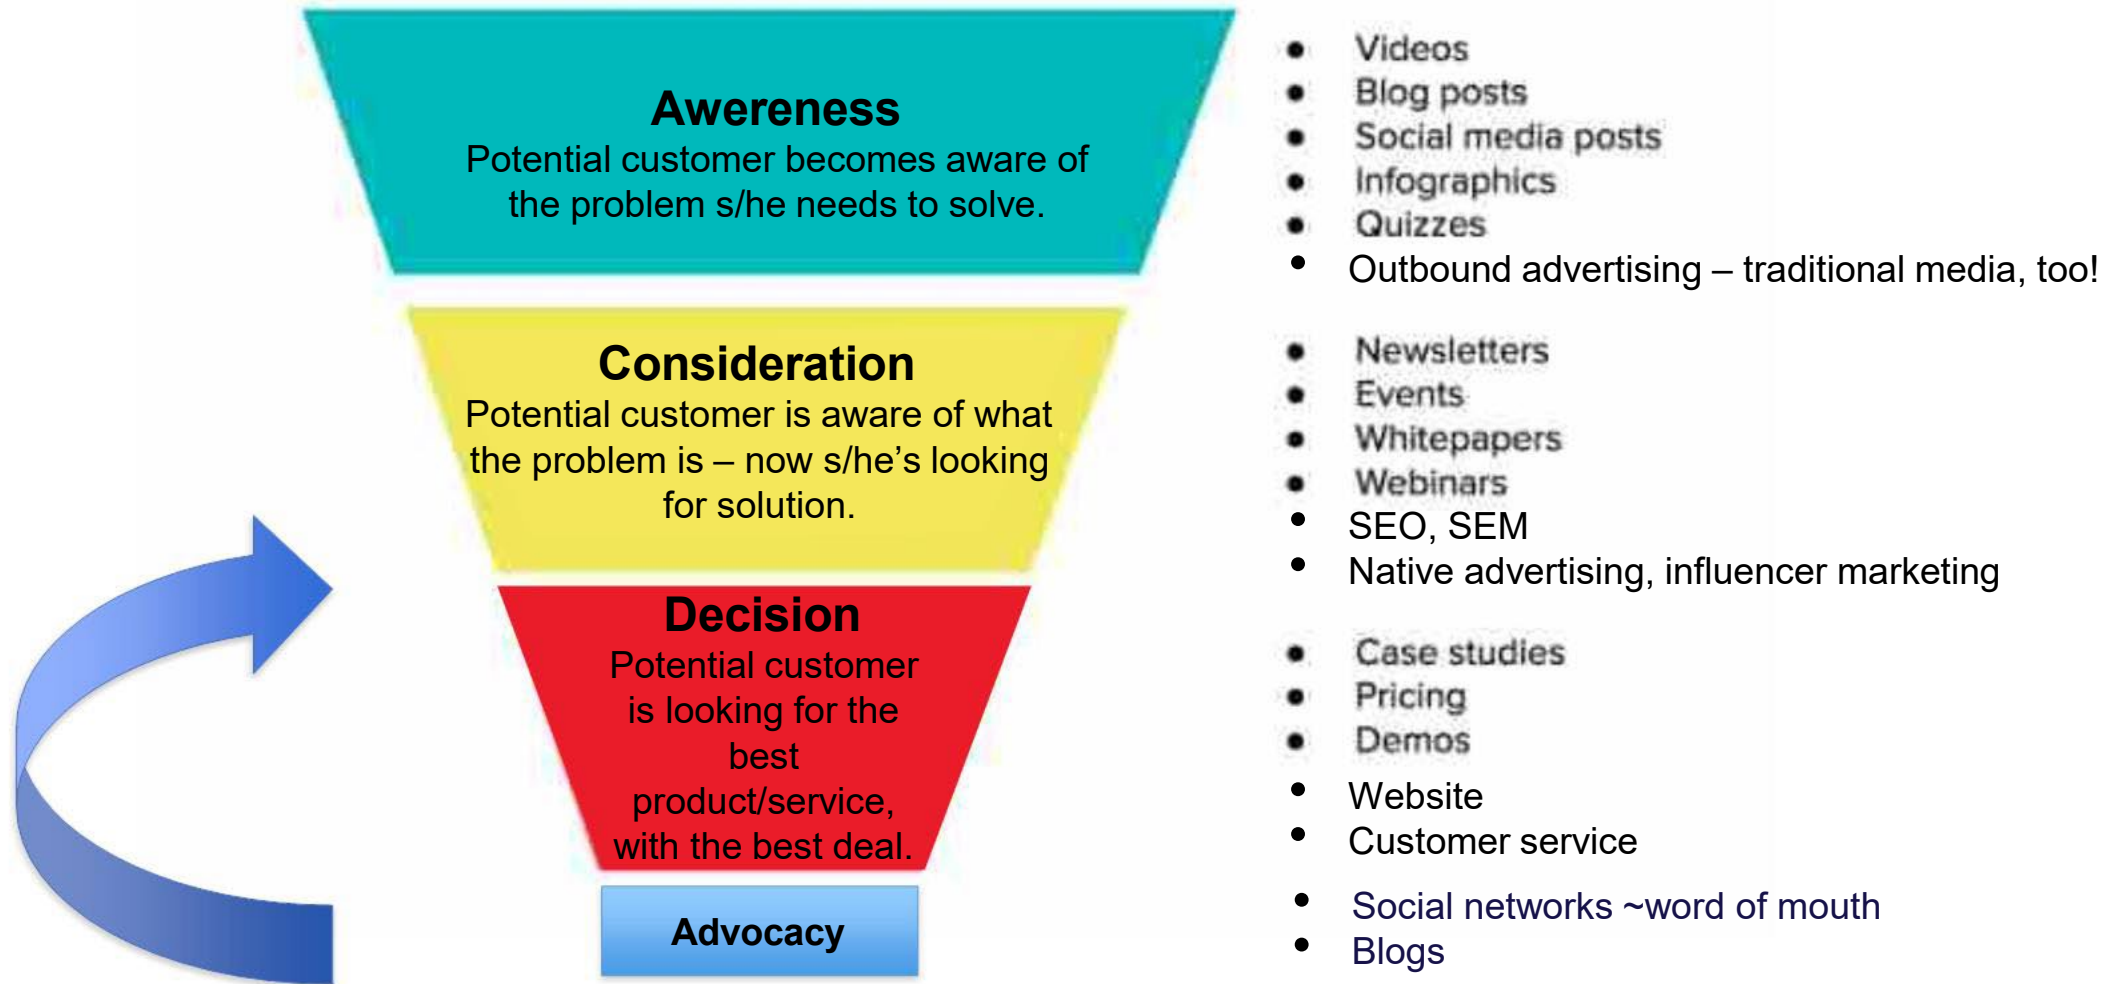 Awereness
Potential customer becomes aware of
the problem s/he needs to solve.
• Videos
• Blog posts
• Social media posts
• Infographics
• Quizzes
• Outbound advertising – traditional media, too!
Consideration
Potential customer is aware of what
the problem is – now s/he’s looking
for solution.
• Newsletters
• Events
• Whitepapers
• Webinars
• SEO, SEM
• Native advertising, influencer marketing
Decision
Potential customer
is looking for the
best
product/service,
with the best deal.
• Case studies
• Pricing
• Demos
• Website
• Customer service
Advocacy
• Social networks ~word of mouth
• Blogs